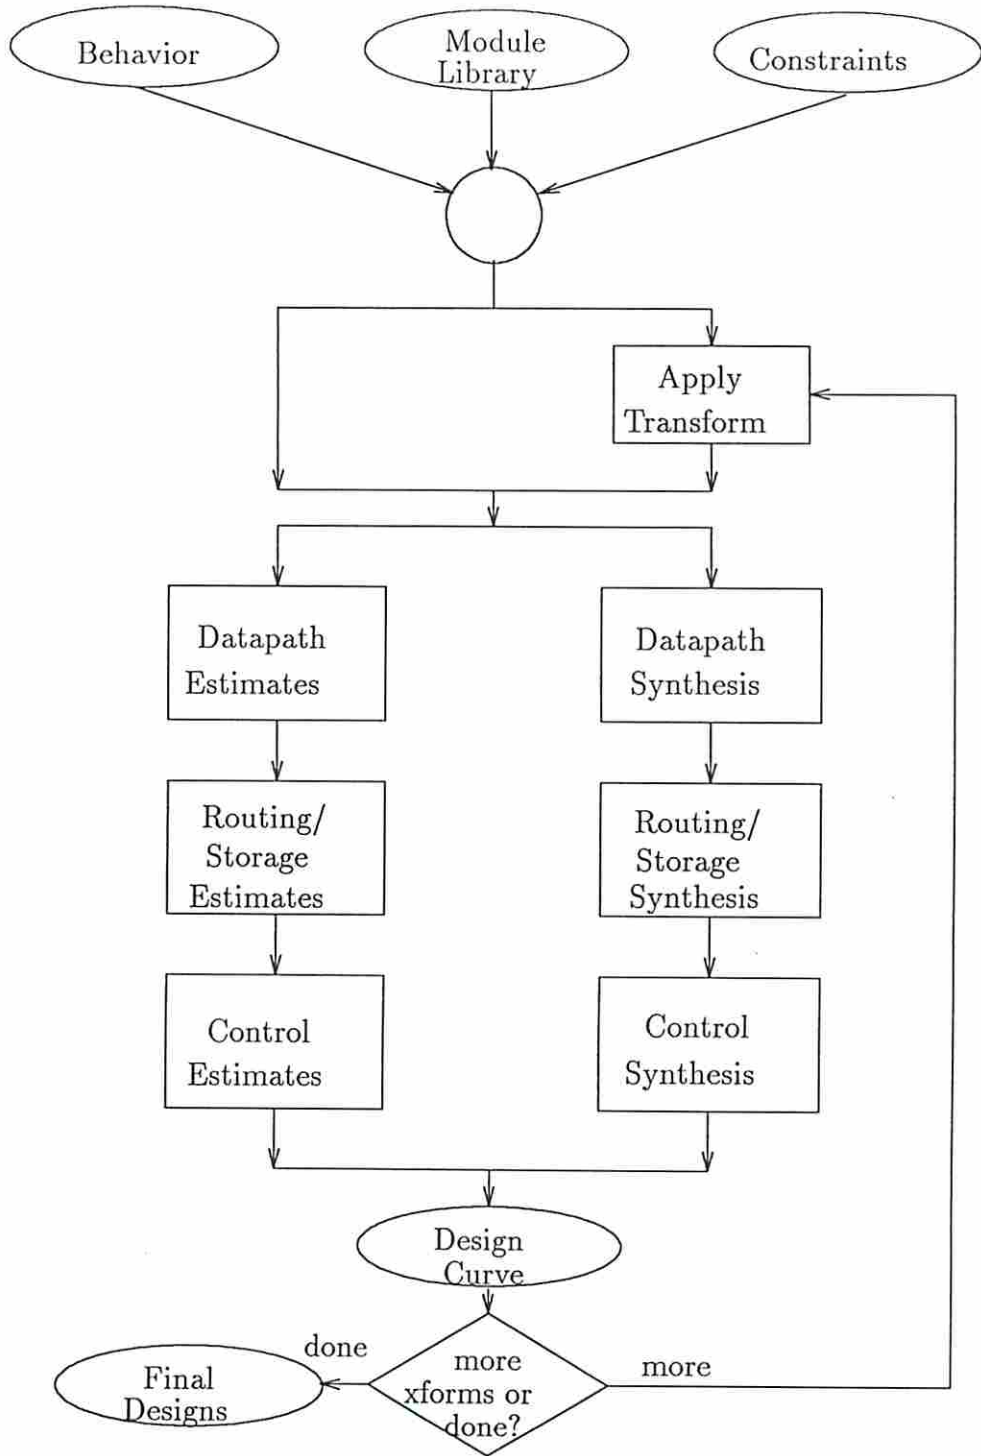 Behavior
Module
Library
Constraints
Apply
Transform
Datapath
Estimates
Datapath
Synthesis
Routing/
Storage
Estimates
Routing/
Storage
Synthesis
Control
Estimates
Control
Synthesis
Design
Curve
done
more
xforms or
done?
more
Final
Designs